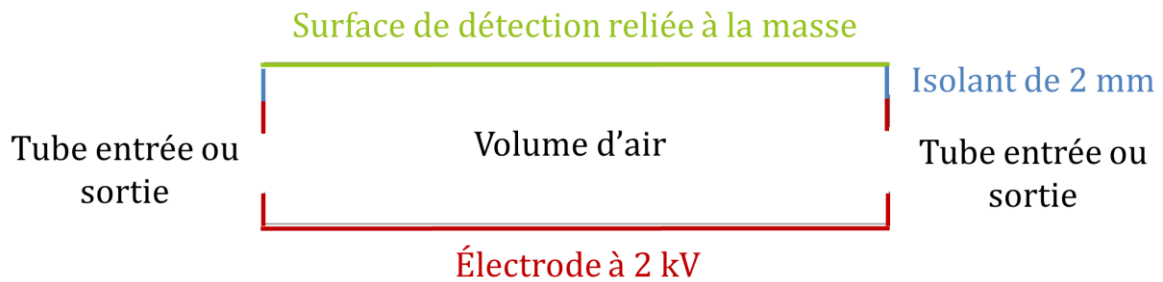 Surface de détection reliée à la masse
Isolant de 2 mm
Tube entrée ou
sortie
Volume d'air
Tube entrée ou
sortie
Électrode à 2 kV